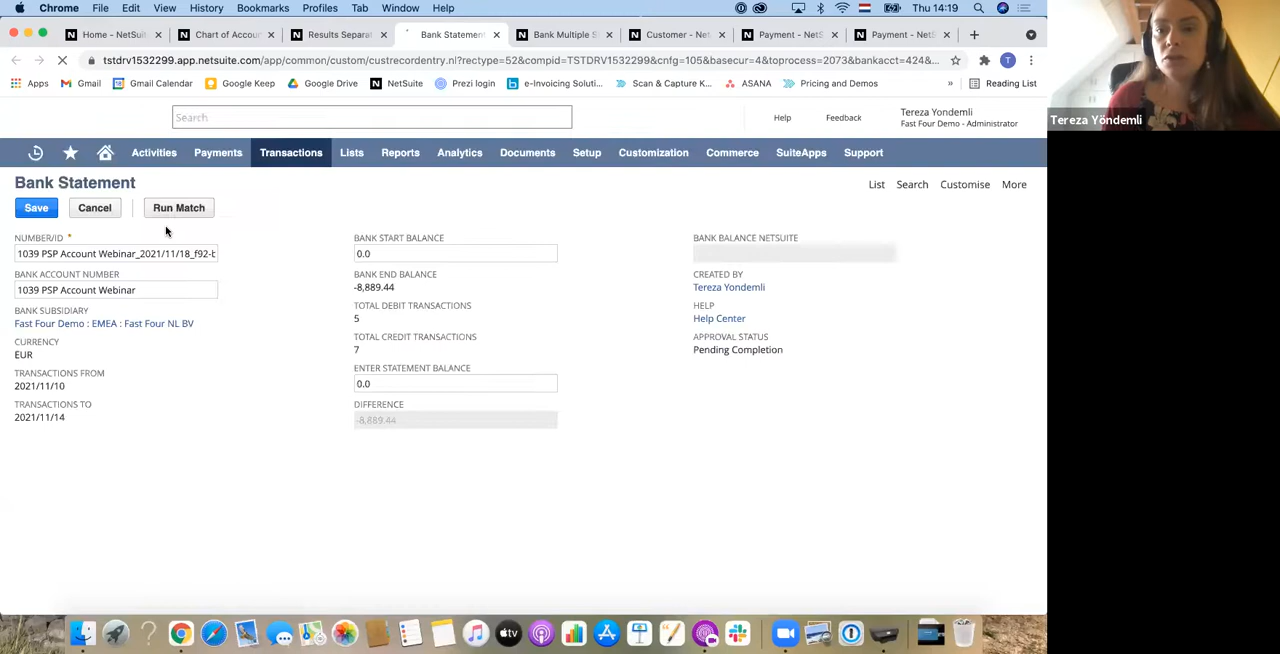 Chrome File Edit View History Bookmarks Profiles Tab Window Help Thu 14:19
Home - NetSui Chart of Accou Results Separat Bank Statement Bank Multiple S Customer - Net Payment - NetS Payment - NetS
tstdrv1532299.app.netsuite.com/app/common/custom/custrecordentry.nl?rectype=52&compid=TSTDRV1532299&cnfg=105&basecur=4&toprocess=2073&bankacct=424&... T
Apps Gmail Gmail Calendar Google Keep Google Drive NetSuite Prezi login e-Invoicing Soluti... Scan & Capture K... ASANA Pricing and Demo » Reading List
Search
Help Feedback
Tereza Yondemli
Fast Four Demo - Administrator
Activities Payments Transactions Lists Reports Analytics Documents Setup Customization Commerce SuiteApps Support
Bank Statement
List Search Customise More
Save Cancel Run Match
NUMBER/ID *
1039 PSP Account Webinar_2021/11/18_f92-b
BANK ACCOUNT NUMBER
1039 PSP Account Webinar
BANK SUBSIDIARY
Fast Four Demo : EMEA : Fast Four NL BV
CURRENCY
EUR
TRANSACTIONS FROM
2021/11/10
TRANSACTIONS TO
2021/11/14
BANK START BALANCE
0.0
BANK END BALANCE
-8,889.44
TOTAL DEBIT TRANSACTIONS
5
TOTAL CREDIT TRANSACTIONS
7
ENTER STATEMENT BALANCE
0.0
DIFFERENCE
-8,889.44
BANK BALANCE NETSUITE
CREATED BY
Tereza Yondemli
HELP
Help Center
APPROVAL STATUS
Pending Completion
Tereza Yöndemli
tv